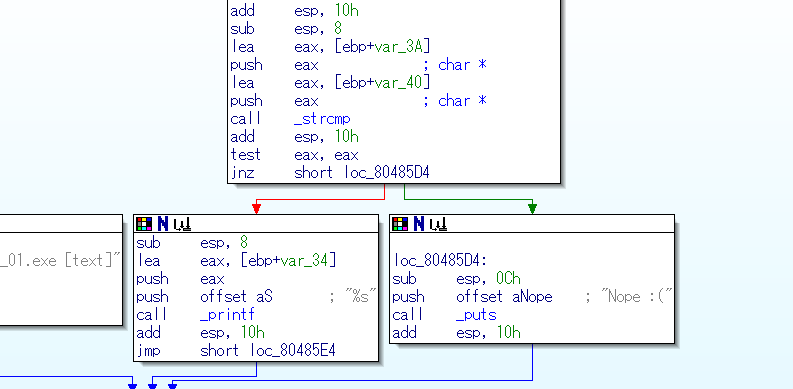 add esp, 10h
sub esp, 8
lea eax, [ebp+var_3A]
push eax ; char *
lea eax, [ebp+var_40]
push eax ; char *
call _strcmp
add esp, 10h
test eax, eax
jnz short loc_80485D4
_01.exe [text]"
sub esp, 8
lea eax, [ebp+var_34]
push eax
push offset aS ; "%s"
call _printf
add esp, 10h
jmp short loc_80485E4
loc_80485D4:
sub esp, 0Ch
push offset aNope ; "Nope :("
call _puts
add esp, 10h